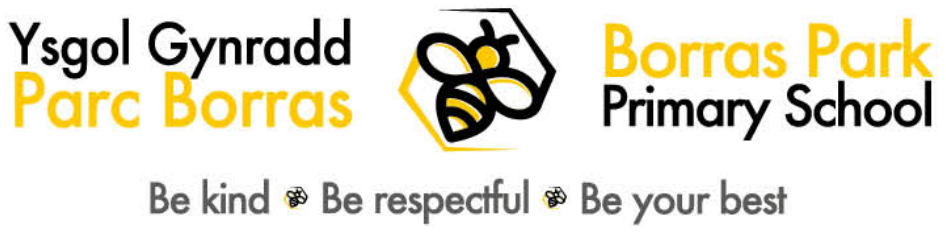 Ysgol Gynradd
Parc Borras
Borras Park
Primary School
Be kind Be respectful Be your best